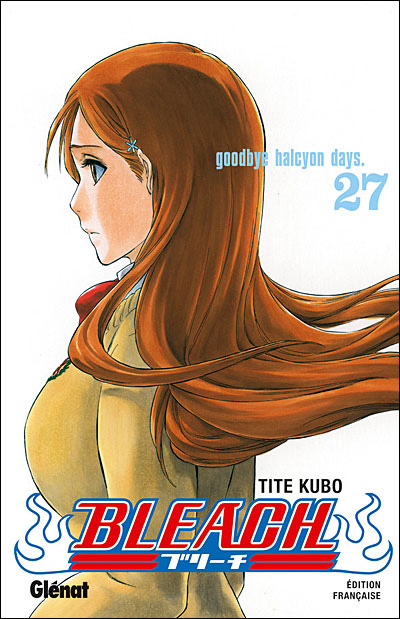 goodbye halcyon days.
27
TITE KUBO
BLEACH
ブリーチ
Glénat
ÉDITION
FRANÇAISE